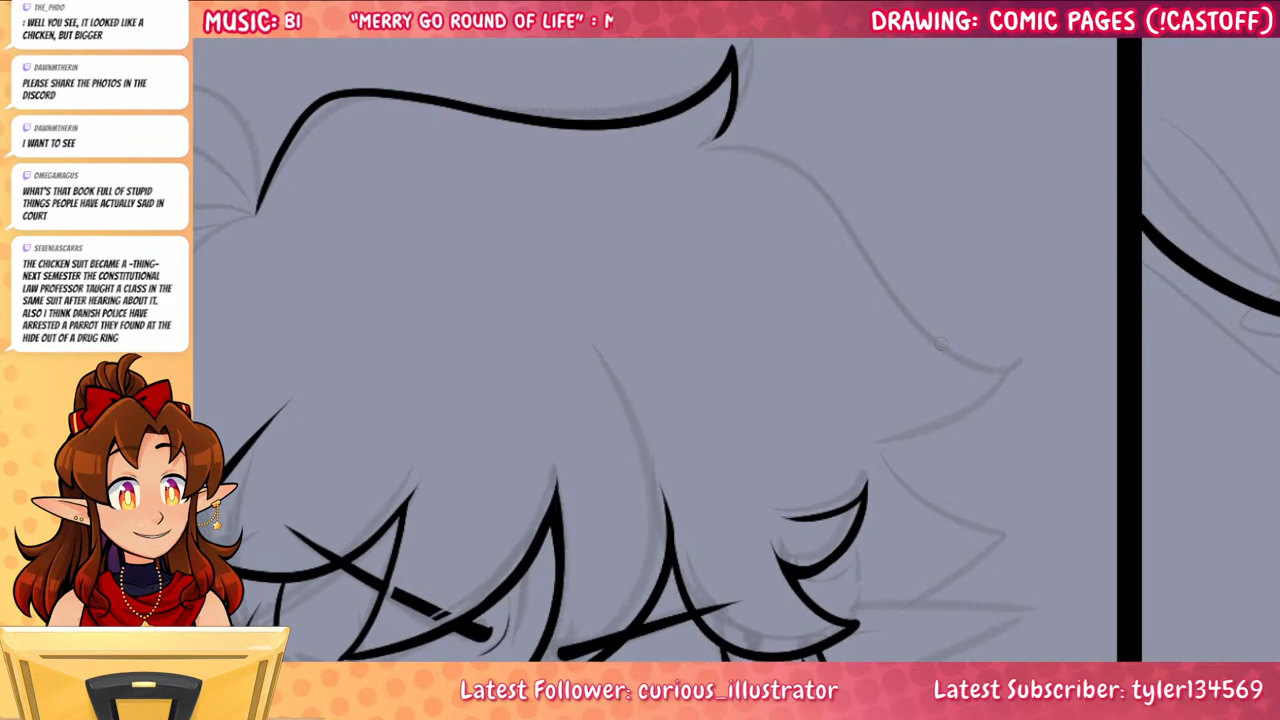 THE_PHDO
: WELL YOU SEE, IT LOOKED LIKE A
CHICKEN, BUT BIGGER
DAWNMTHERIN
PLEASE SHARE THE PHOTOS IN THE
DISCORD
DAWNMTHERIN
I WANT TO SEE
OMEGAMAGUS
WHAT'S THAT BOOK FULL OF STUPID
THINGS PEOPLE HAVE ACTUALLY SAID IN
COURT
SEVENLASCARAS
THE CHICKEN SUIT BECAME A -THING-
NEXT SEMESTER THE CONSTITUTIONAL
LAW PROFESSOR TAUGHT A CLASS IN THE
SAME SUIT AFTER HEARING ABOUT IT.
ALSO I THINK DANISH POLICE HAVE
ARRESTED A PARROT THEY FOUND AT THE
HIDE OUT OF A DRUG RING
MUSIC: BI "MERRY GO ROUND OF LIFE" : M
DRAWING: COMIC PAGES (!CASTOFF)
Latest Follower: curious_illustrator
Latest Subscriber: tyler134569